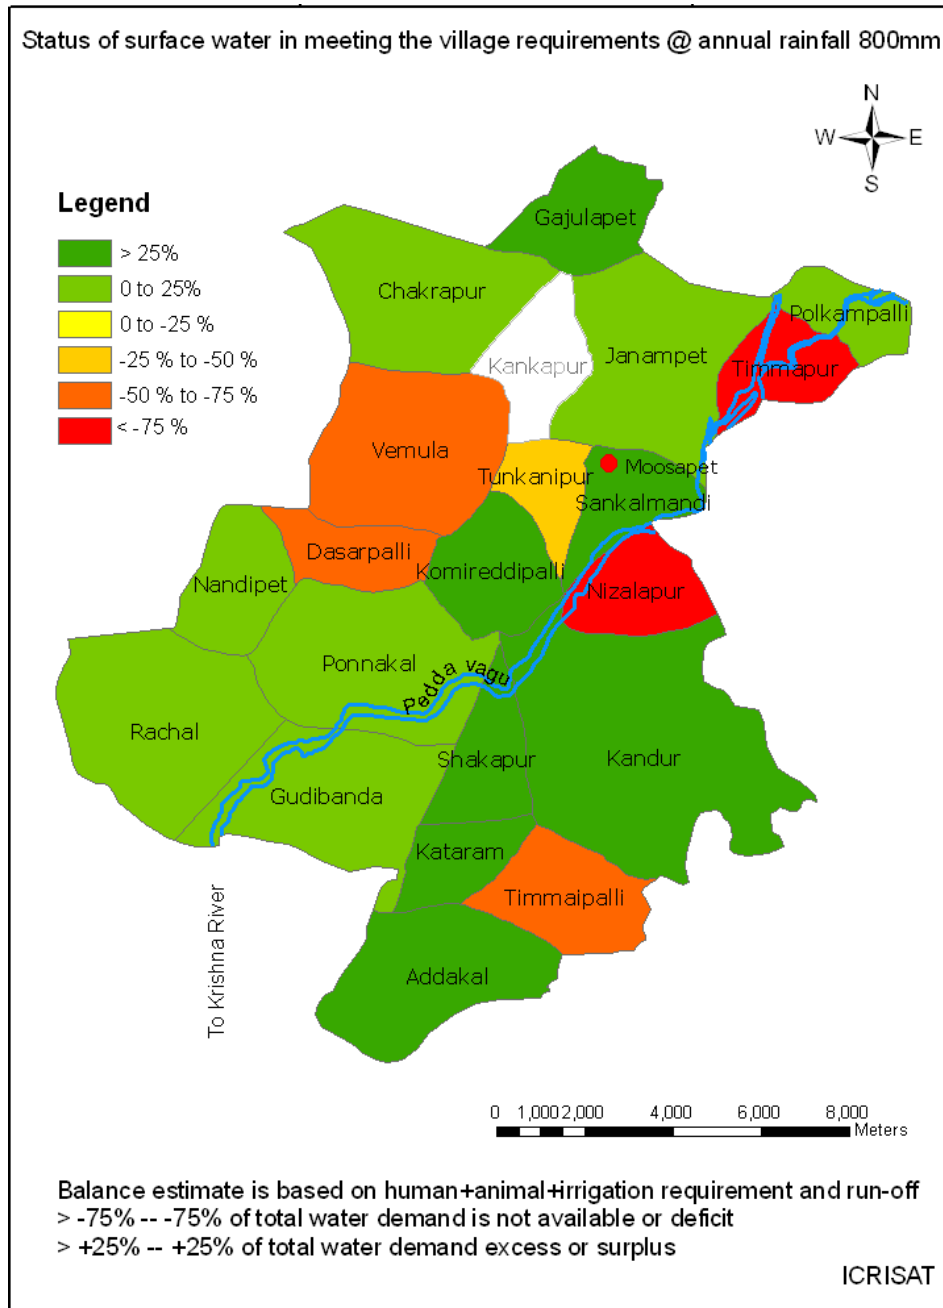 Status of surface water in meeting the village requirements @ annual rainfall 800mm
N
W E
S
Legend
> 25%
0 to 25%
0 to -25 %
-25 % to -50 %
-50 % to -75 %
< -75 %
Gajulapet
Chakrapur
Polkampalli
Janampet
Kankapur
Timmapur
Vemula
Moosapet
Tunkanipur
Sankalmandi
Dasarpalli
Komireddipalli
Nandipet
Nizalapur
Ponnakal
Pedda vagu
Rachal
Shakapur
Kandur
Gudibanda
Kataram
Timmaipalli
Addakal
To Krishna River
0 1,000 2,000 4,000 6,000 8,000
Meters
Balance estimate is based on human+animal+irrigation requirement and run-off
> -75% -- -75% of total water demand is not available or deficit
> +25% -- +25% of total water demand excess or surplus
ICRISAT